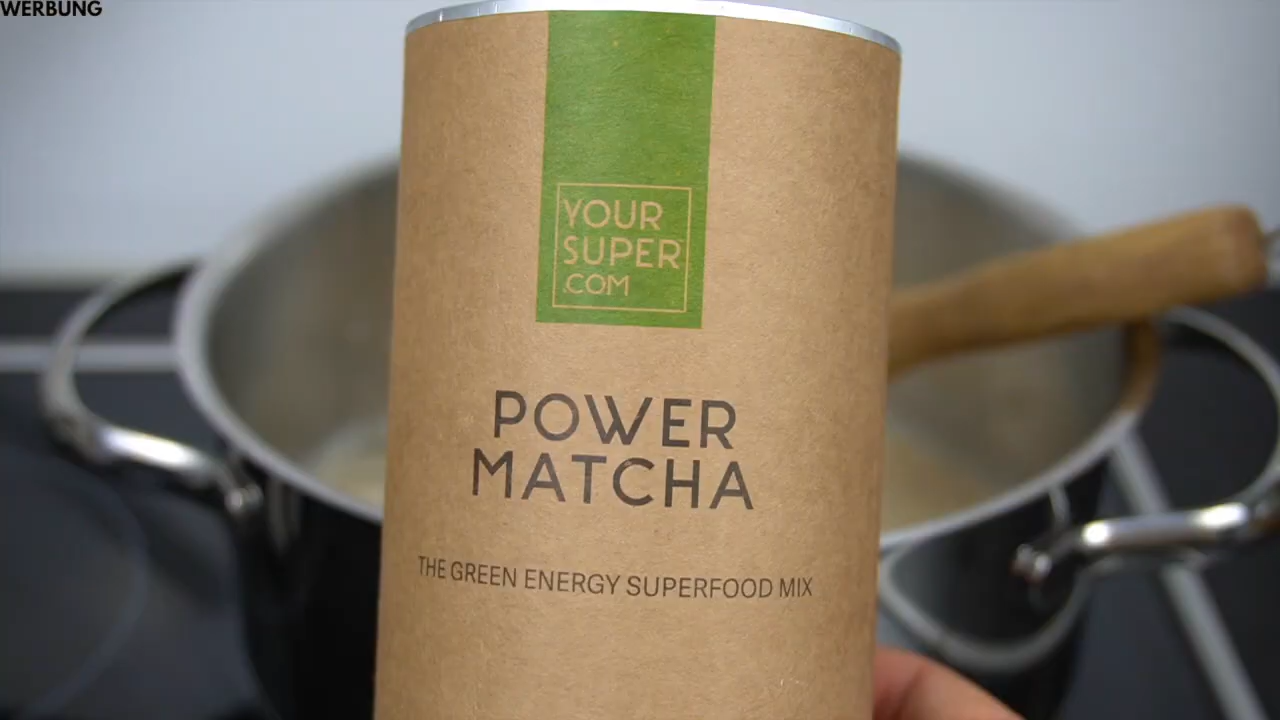 WERBUNG
YOUR
SUPER
.COM
POWER
MATCHA
THE GREEN ENERGY SUPERFOOD MIX